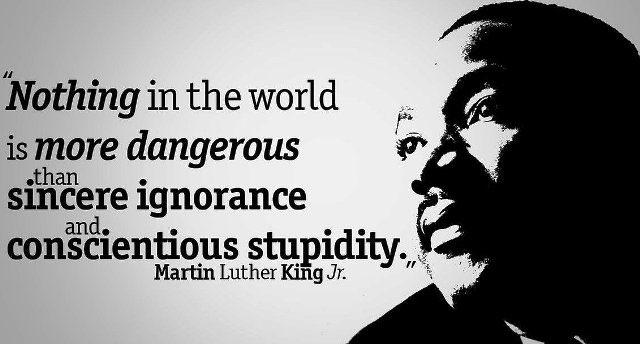 “Nothing in the world
is more dangerous
than
sincere ignorance
and
conscientious stupidity.”
Martin Luther King Jr.